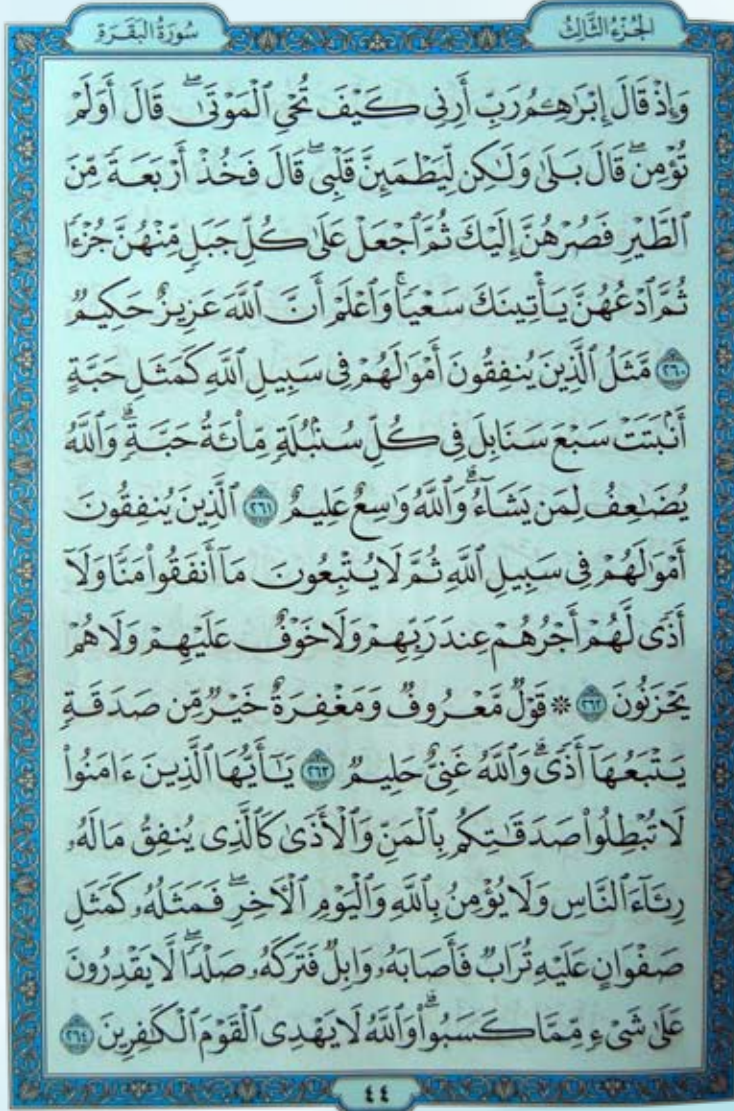 سُورَةُ البَقَرَةِ
الجُزْءُ الثَّالِثُ
وَإِذْ قَالَ إِبْرَٰهِـۧمُ رَبِّ أَرِنِى كَيْفَ تُحْىِ ٱلْمَوْتَىٰ ۖ قَالَ أَوَلَمْ
تُؤْمِن ۖ قَالَ بَلَىٰ وَلَـٰكِن لِّيَطْمَئِنَّ قَلْبِى ۖ قَالَ فَخُذْ أَرْبَعَةً مِّنَ
ٱلطَّيْرِ فَصُرْهُنَّ إِلَيْكَ ثُمَّ ٱجْعَلْ عَلَىٰ كُلِّ جَبَلٍ مِّنْهُنَّ جُزْءًا
ثُمَّ ٱدْعُهُنَّ يَأْتِينَكَ سَعْيًا ۚ وَٱعْلَمْ أَنَّ ٱللَّهَ عَزِيزٌ حَكِيمٌ
٢٦٠ مَّثَلُ ٱلَّذِينَ يُنفِقُونَ أَمْوَٰلَهُمْ فِى سَبِيلِ ٱللَّهِ كَمَثَلِ حَبَّةٍ
أَنۢبَتَتْ سَبْعَ سَنَابِلَ فِى كُلِّ سُنۢبُلَةٍ مِّا۟ئَةُ حَبَّةٍ ۗ وَٱللَّهُ
يُضَـٰعِفُ لِمَن يَشَآءُ ۗ وَٱللَّهُ وَٰسِعٌ عَلِيمٌ ٢٦١ ٱلَّذِينَ يُنفِقُونَ
أَمْوَٰلَهُمْ فِى سَبِيلِ ٱللَّهِ ثُمَّ لَا يُتْبِعُونَ مَآ أَنفَقُوا۟ مَنًّا وَلَآ
أَذًى لَّهُمْ أَجْرُهُمْ عِندَ رَبِّهِمْ وَلَا خَوْفٌ عَلَيْهِمْ وَلَا هُمْ
يَحْزَنُونَ ٢٦٢ ۞ قَوْلٌ مَّعْرُوفٌ وَمَغْفِرَةٌ خَيْرٌ مِّن صَدَقَةٍ
يَتْبَعُهَآ أَذًى ۗ وَٱللَّهُ غَنِىٌّ حَلِيمٌ ٢٦٣ يَـٰٓأَيُّهَا ٱلَّذِينَ ءَامَنُوا۟
لَا تُبْطِلُوا۟ صَدَقَـٰتِكُم بِٱلْمَنِّ وَٱلْأَذَىٰ كَٱلَّذِى يُنفِقُ مَالَهُۥ
رِئَآءَ ٱلنَّاسِ وَلَا يُؤْمِنُ بِٱللَّهِ وَٱلْيَوْمِ ٱلْـَٔاخِرِ ۖ فَمَثَلُهُۥ كَمَثَلِ
صَفْوَانٍ عَلَيْهِ تُرَابٌ فَأَصَابَهُۥ وَابِلٌ فَتَرَكَهُۥ صَلْدًا ۖ لَّا يَقْدِرُونَ
عَلَىٰ شَىْءٍ مِّمَّا كَسَبُوا۟ ۗ وَٱللَّهُ لَا يَهْدِى ٱلْقَوْمَ ٱلْكَـٰفِرِينَ ٢٦٤
٤٤